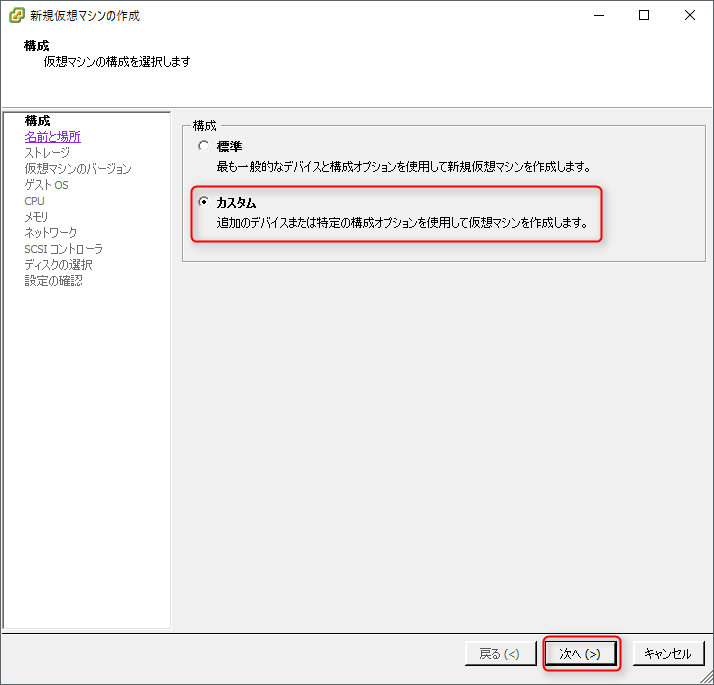 新規仮想マシンの作成
構成
仮想マシンの構成を選択します
構成
名前と場所
ストレージ
仮想マシンのバージョン
ゲスト OS
CPU
メモリ
ネットワーク
SCSI コントローラ
ディスクの選択
設定の確認
構成
標準
最も一般的なデバイスと構成オプションを使用して新規仮想マシンを作成します。
カスタム
追加のデバイスまたは特定の構成オプションを使用して仮想マシンを作成します。
戻る (<)
次へ (>)
キャンセル